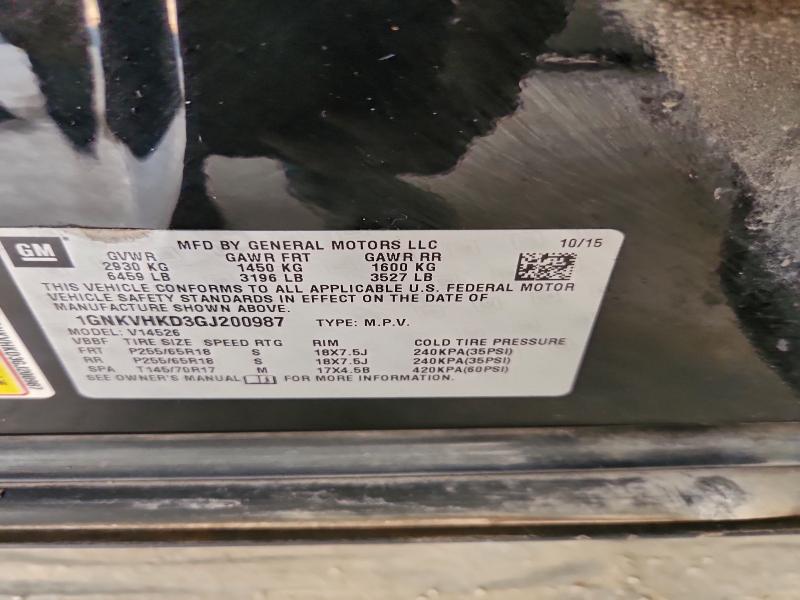 GM
MFD BY GENERAL MOTORS LLC 10/15
GVWR GAWR FRT GAWR RR
2930 KG 1450 KG 1600 KG
6459 LB 3196 LB 3527 LB
THIS VEHICLE CONFORMS TO ALL APPLICABLE U.S. FEDERAL MOTOR
VEHICLE SAFETY STANDARDS IN EFFECT ON THE DATE OF
MANUFACTURE SHOWN ABOVE.
1GNKVHKD3GJ200987 TYPE: M.P.V.
MODEL: V14526
VBBF TIRE SIZE SPEED RTG RIM COLD TIRE PRESSURE
FRT P255/65R18 S 18X7.5J 240KPA(35PSI)
RR P255/65R18 S 18X7.5J 240KPA(35PSI)
SPA T145/70R17 M 17X4.5B 420KPA(60PSI)
SEE OWNER'S MANUAL FOR MORE INFORMATION.